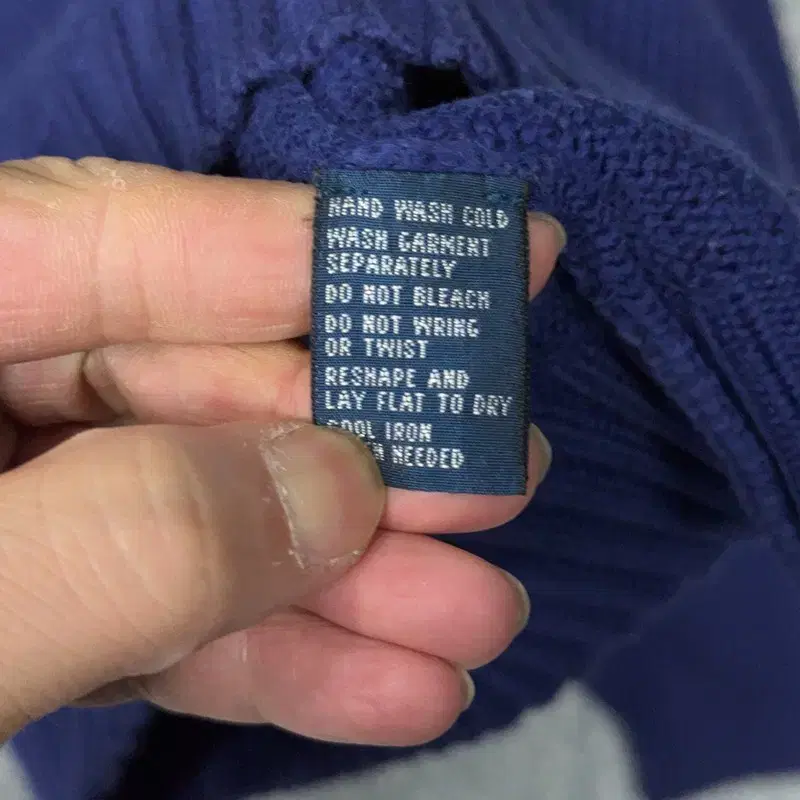 HAND WASH COLD
WASH GARMENT
SEPARATELY
DO NOT BLEACH
DO NOT WRING
OR TWIST
RESHAPE AND
LAY FLAT TO DRY
COOL IRON
NEEDED